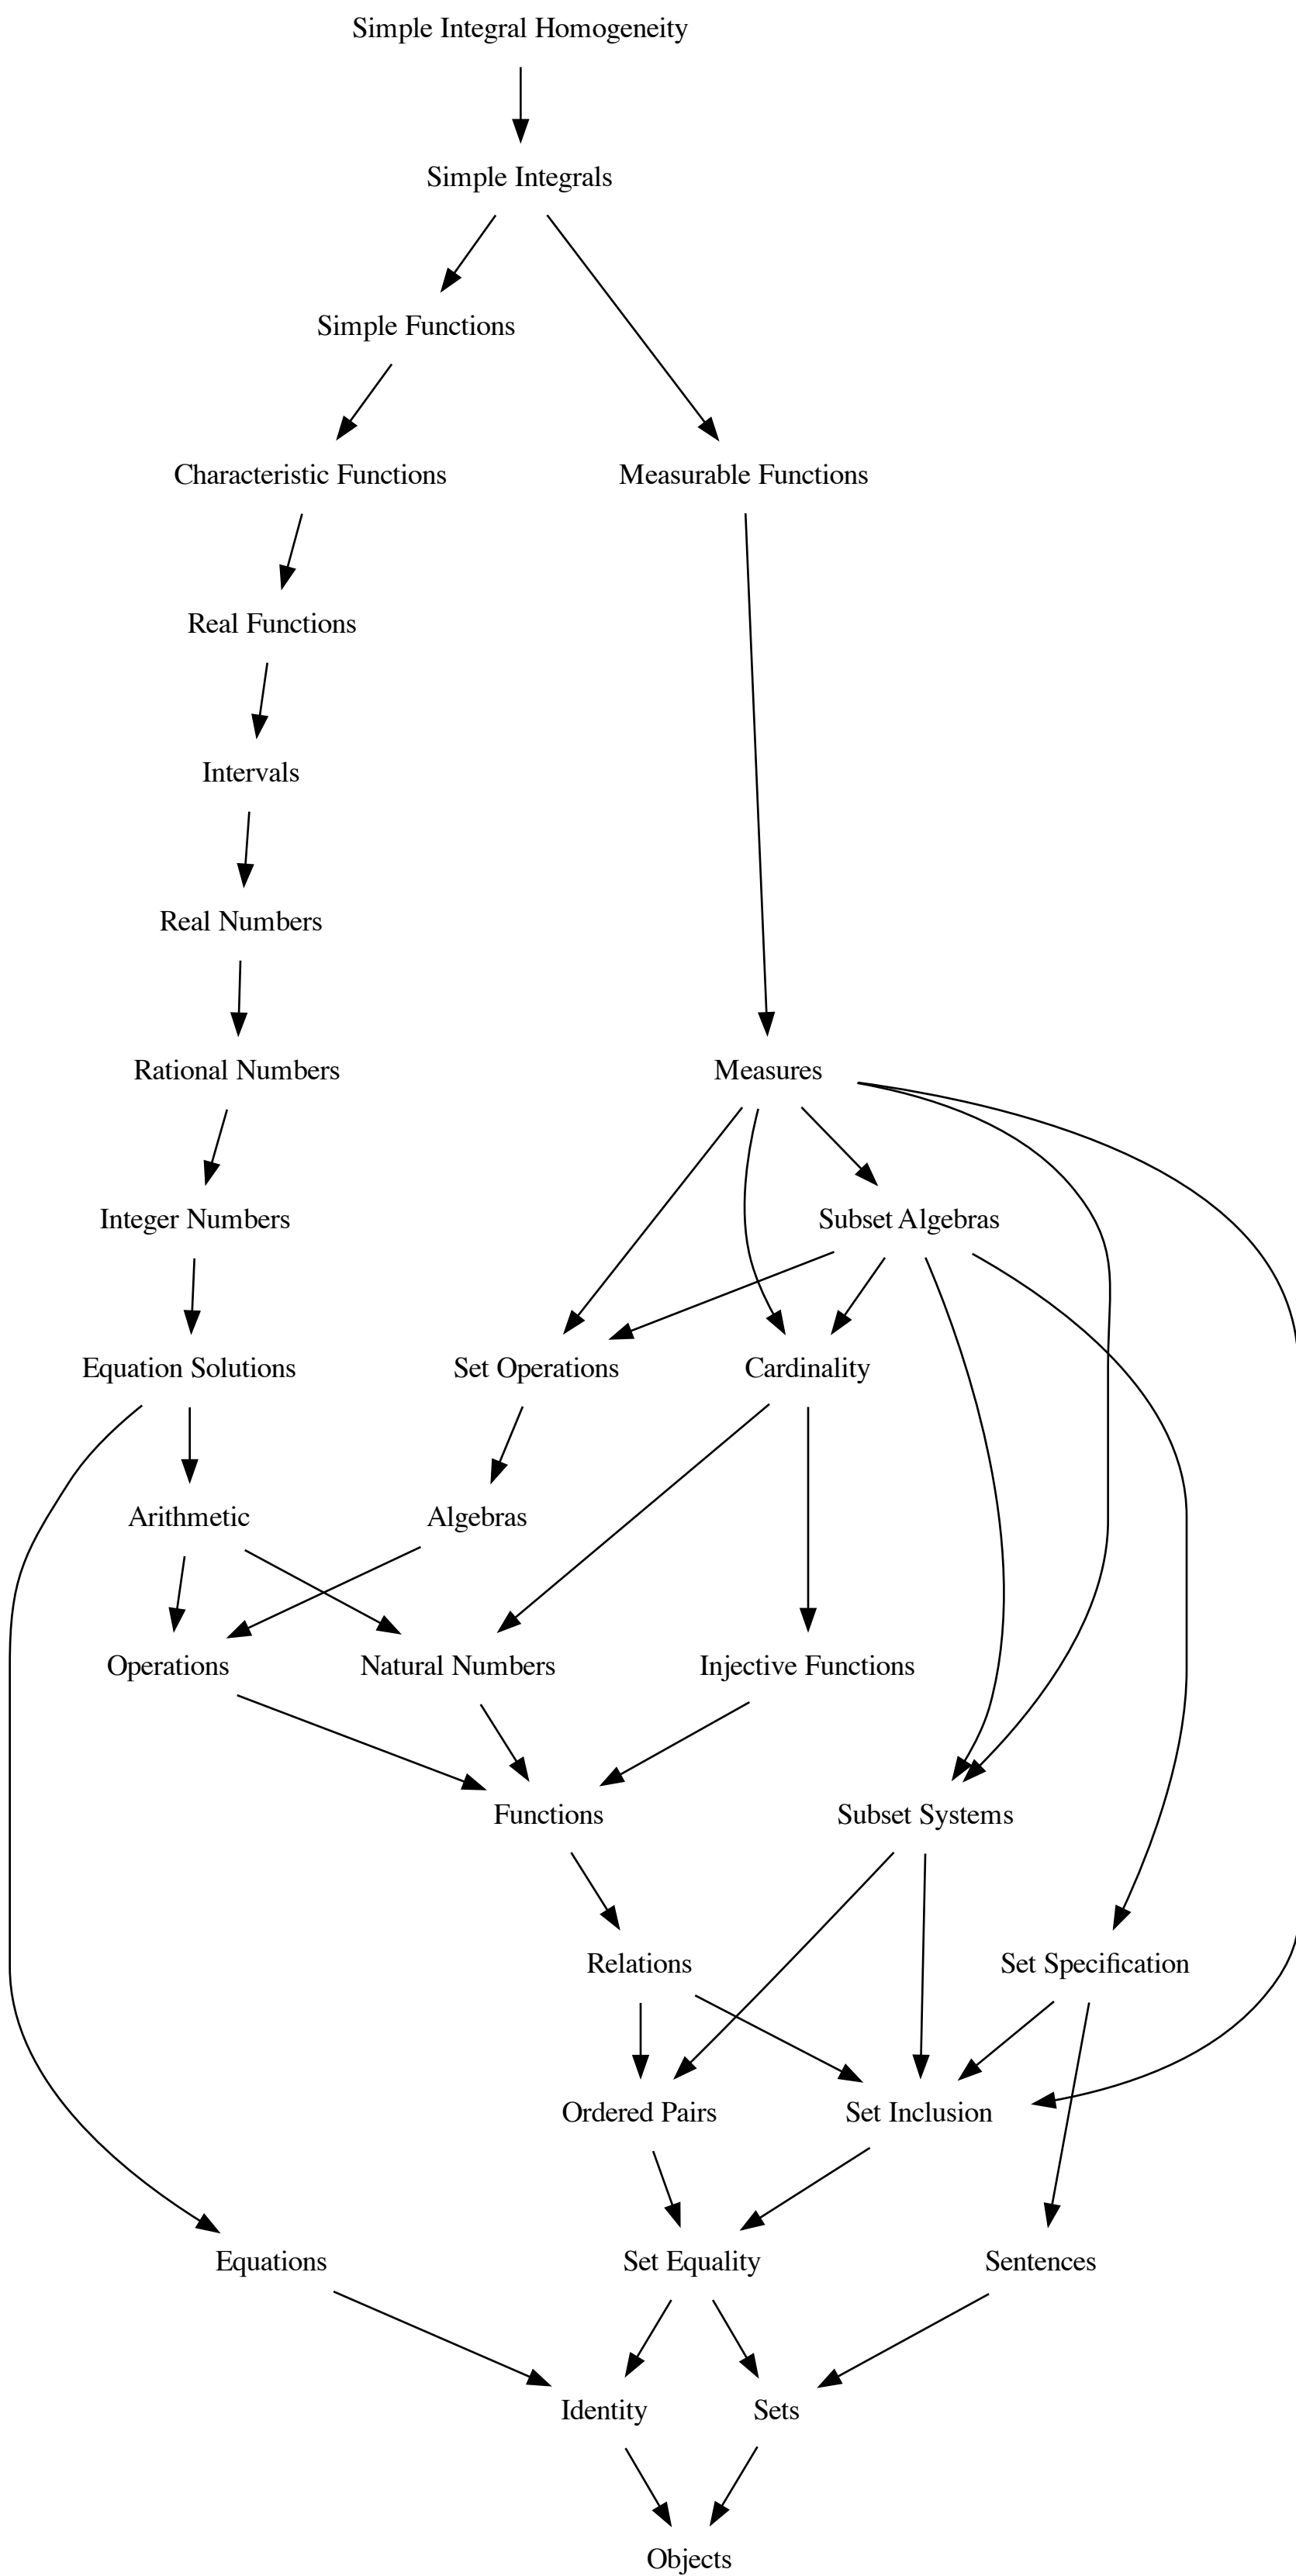 Simple Integral Homogeneity
Simple Integrals
Simple Functions
Characteristic Functions
Measurable Functions
Real Functions
Intervals
Real Numbers
Rational Numbers
Measures
Integer Numbers
Subset Algebras
Equation Solutions
Set Operations
Cardinality
Arithmetic
Algebras
Operations
Natural Numbers
Injective Functions
Functions
Subset Systems
Relations
Set Specification
Ordered Pairs
Set Inclusion
Equations
Set Equality
Sentences
Identity
Sets
Objects